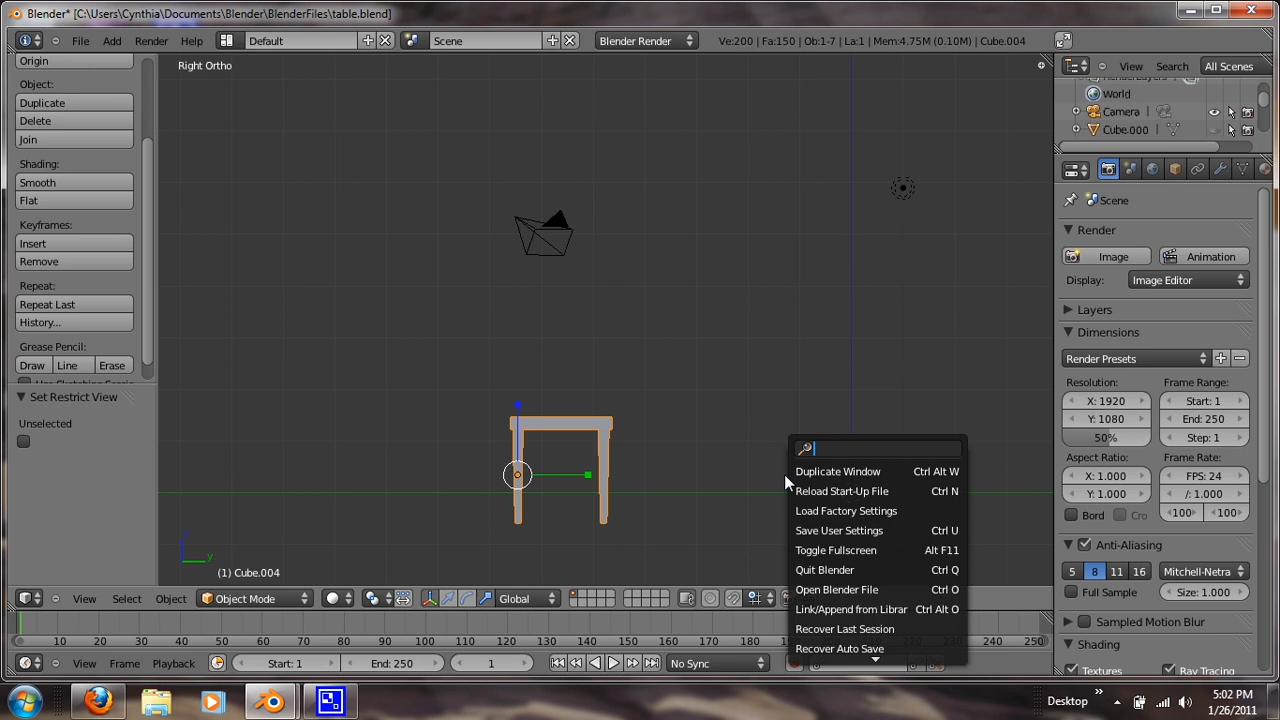 Blender* [C:\Users\Cynthia\Documents\Blender\BlenderFiles\table.blend]
File Add Render Help Default Scene Blender Render Ve:200 | Fa:150 | Ob:1-7 | La:1 | Mem:4.75M (0.10M) | Cube.004
Origin
Object:
Duplicate
Delete
Join
Shading:
Smooth
Flat
Keyframes:
Insert
Remove
Repeat:
Repeat Last
History...
Grease Pencil:
Draw Line Erase
Set Restrict View
Unselected
Right Ortho
z
y
(1) Cube.004
Duplicate Window Ctrl Alt W
Reload Start-Up File Ctrl N
Load Factory Settings
Save User Settings Ctrl U
Toggle Fullscreen Alt F11
Quit Blender Ctrl Q
Open Blender File Ctrl O
Link/Append from Librar Ctrl Alt O
Recover Last Session
Recover Auto Save
View Select Object Object Mode Global
10 20 30 40 50 60 70 80 90 100 110 120 130 140 150 160 170 180 230 240 250
View Frame Playback Start: 1 End: 250 1 No Sync
View Search All Scenes
World
Camera
Cube.000
Scene
Render
Image Animation
Display: Image Editor
Layers
Dimensions
Render Presets
Resolution: Frame Range:
X: 1920 Start: 1
Y: 1080 End: 250
50% Step: 1
Aspect Ratio: Frame Rate:
X: 1.000 FPS: 24
Y: 1.000 /: 1.000
Bord Cro 100 100
Anti-Aliasing
5 8 11 16 Mitchell-Netra
Full Sample Size: 1.000
Sampled Motion Blur
Shading
Textures Ray Tracing
Desktop »
5:02 PM
1/26/2011